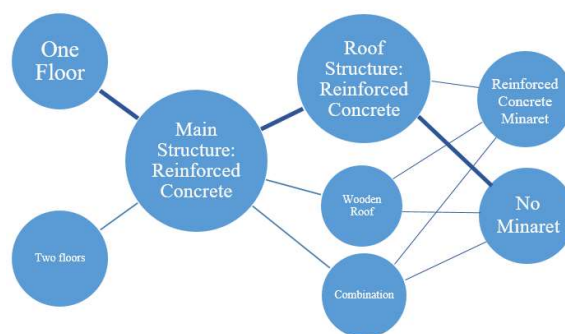 One
Floor
Two floors
Main
Structure:
Reinforced
Concrete
Roof
Structure:
Reinforced
Concrete
Wooden
Roof
Combination
Reinforced
Concrete
Minaret
No
Minaret